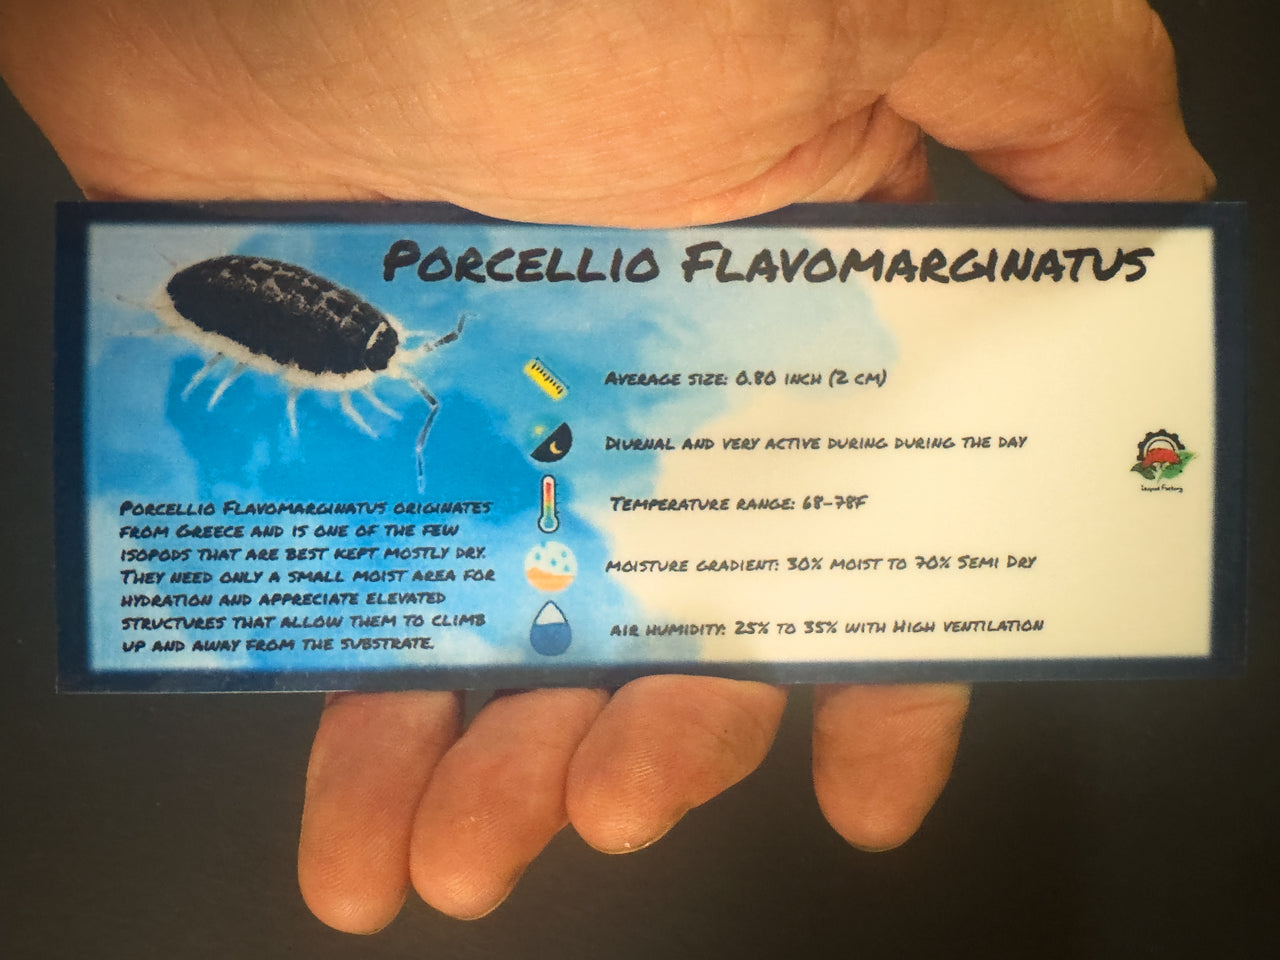 Porcellio Flavomarginatus
Average size: 0.80 inch (2 cm)
Diurnal and very active during during the day
Temperature range: 68-78F
Moisture gradient: 30% moist to 70% Semi Dry
air humidity: 25% to 35% with High ventilation
Porcellio Flavomarginatus originates
from Greece and is one of the few
isopods that are best kept mostly dry.
They need only a small moist area for
hydration and appreciate elevated
structures that allow them to climb
up and away from the substrate.
Isopod Factory